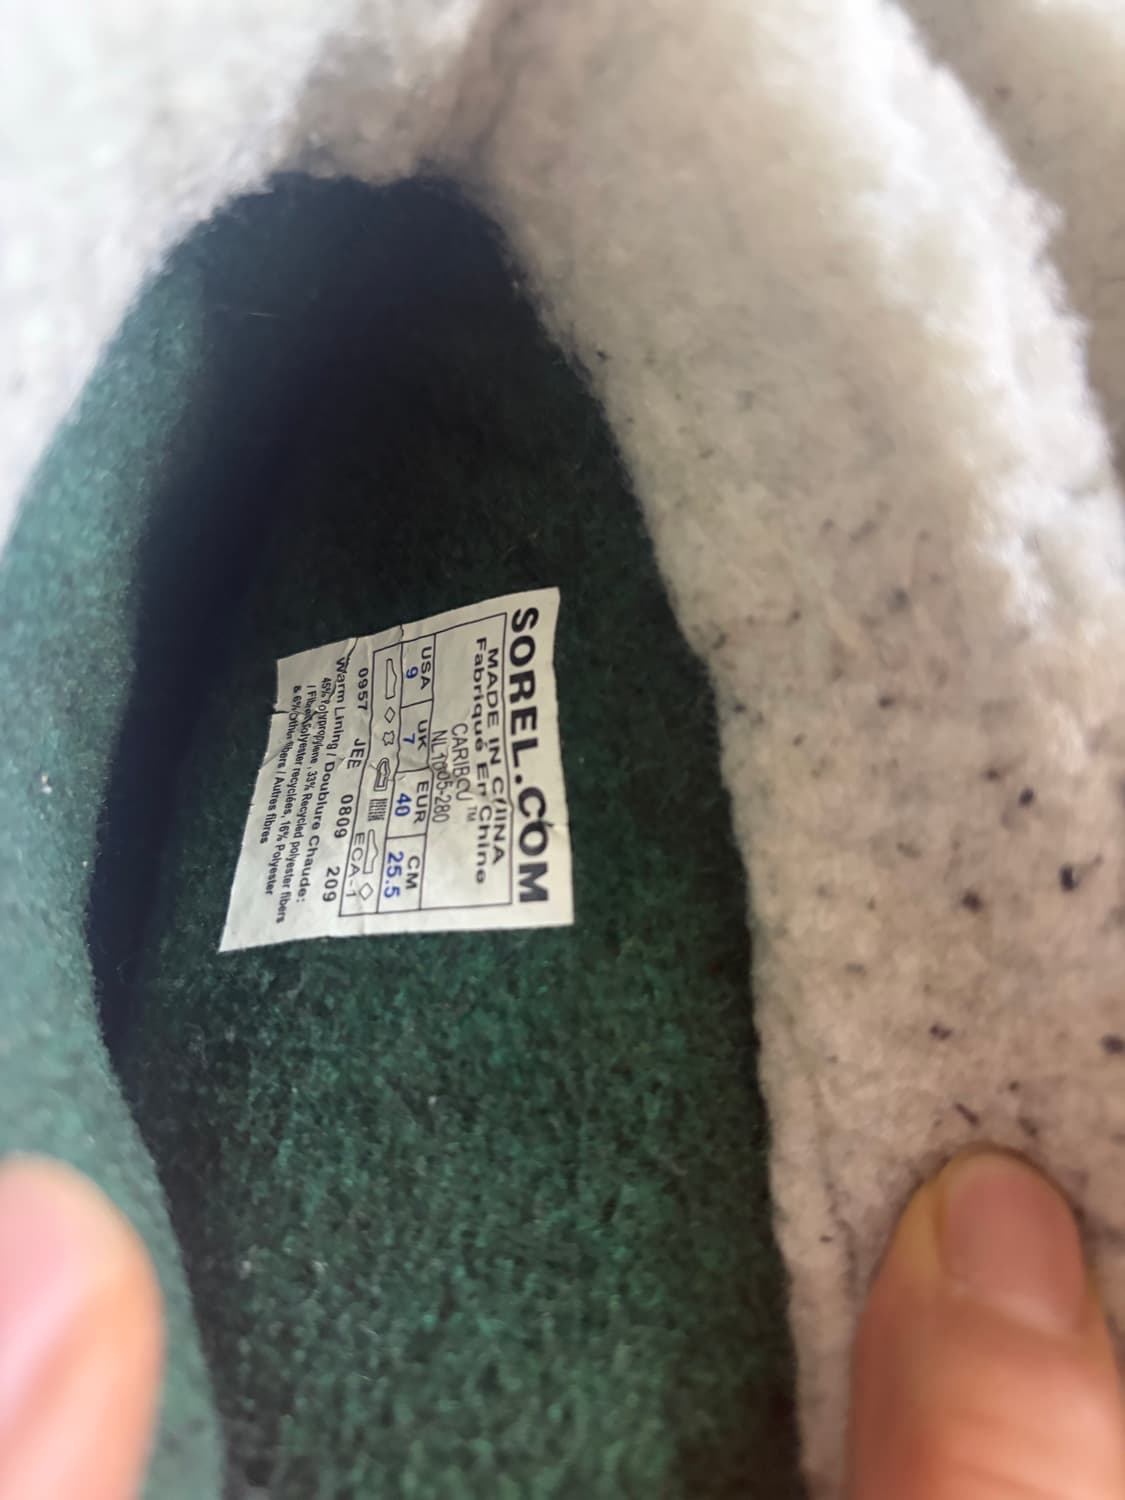 SOREL.COM
MADE IN CHINA
Fabriqué En Chine
CARIBOU™
NL1005-280
USA UK EUR CM
9 7 40 25.5
ECA-1
0957 JEE 0809 209
Warm Lining / Doublure Chaude:
45% Polypropylene, 33% Recycled polyester fibers
/ Fibres polyester recyclées, 16% Polyester
& 6% Other fibers / Autres fibres